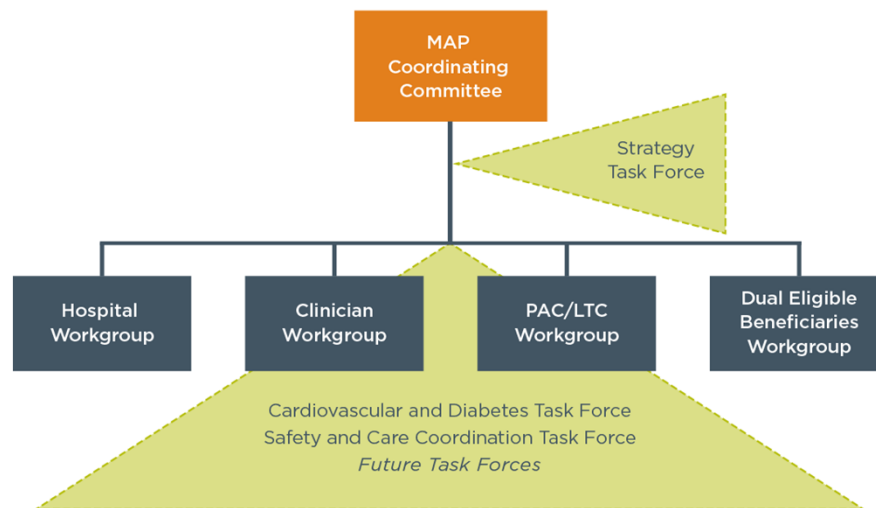 MAP
Coordinating
Committee
Strategy
Task Force
Hospital
Workgroup
Clinician
Workgroup
PAC/LTC
Workgroup
Dual Eligible
Beneficiaries
Workgroup
Cardiovascular and Diabetes Task Force
Safety and Care Coordination Task Force
Future Task Forces